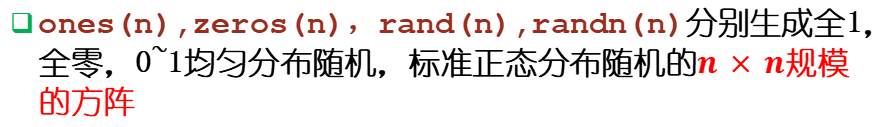 ❑ones(n),zeros(n)，rand(n),randn(n)分别生成全1，
全零，0~1均匀分布随机，标准正态分布随机的n × n规模
的方阵